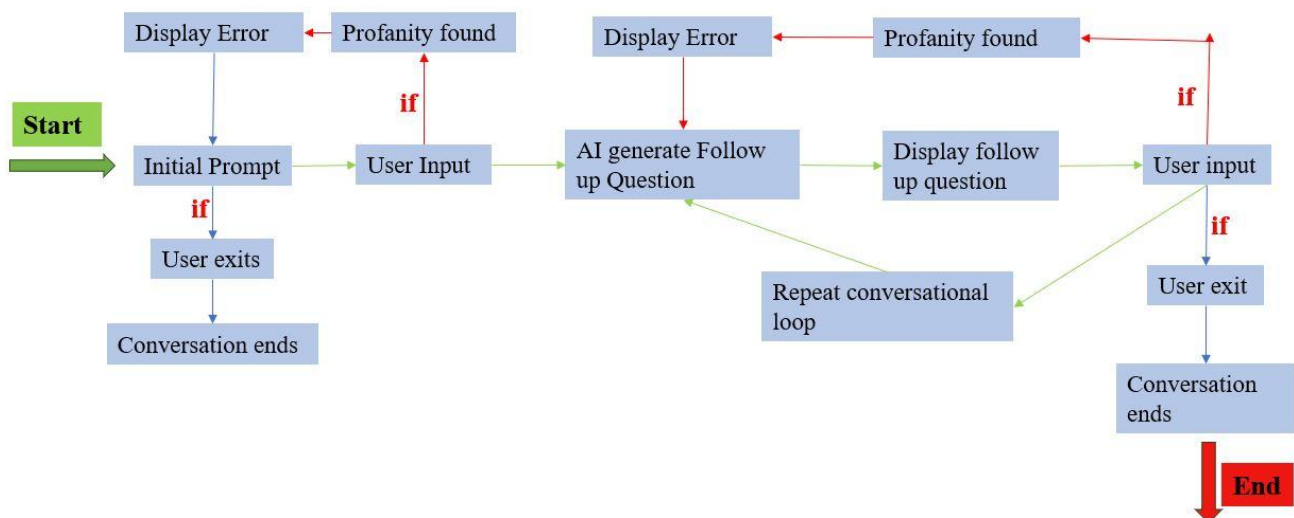 Display Error
Profanity found
Display Error
Profanity found
if
if
Start
Initial Prompt
User Input
AI generate Follow
up Question
Display follow
up question
User input
if
if
User exits
User exit
Repeat conversational
loop
Conversation ends
Conversation
ends
End